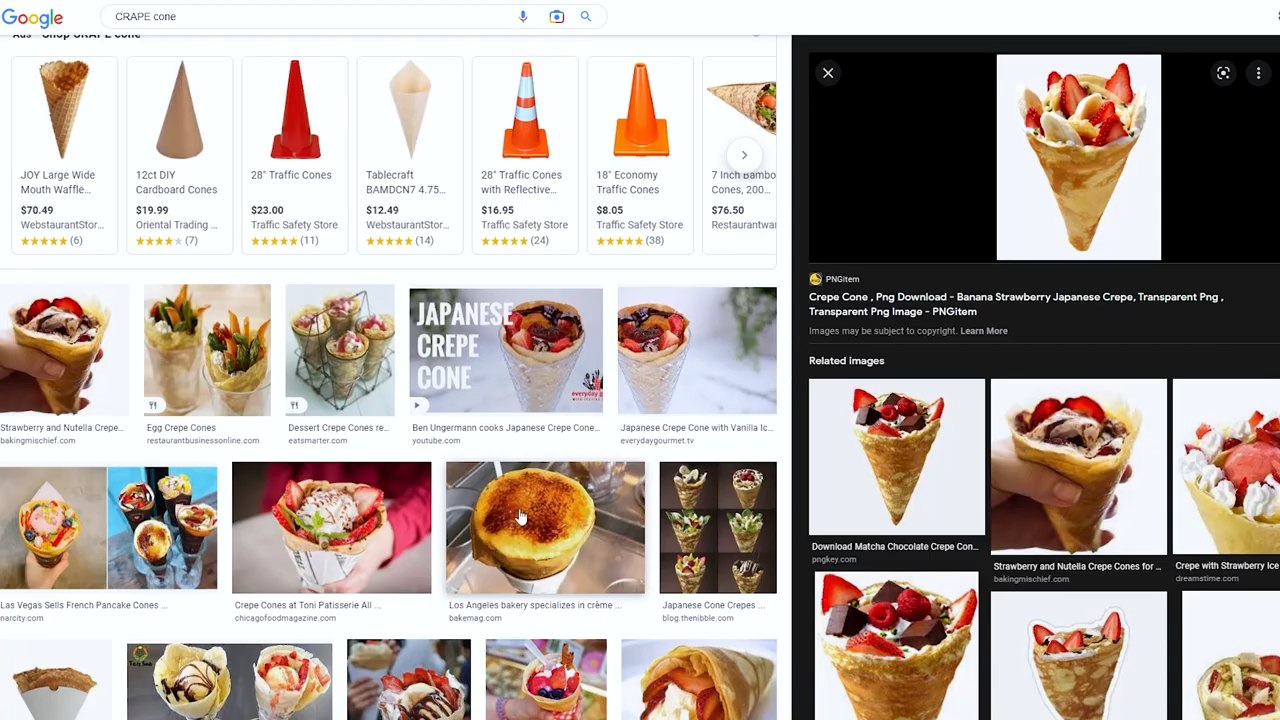 Google
CRAPE cone
Ads · Shop CRAPE cone
JOY Large Wide
Mouth Waffle...
$70.49
WebstaurantStor...
(6)
12ct DIY
Cardboard Cones
$19.99
Oriental Trading ...
(7)
28" Traffic Cones
$23.00
Traffic Safety Store
(11)
Tablecraft
BAMDCN7 4.75...
$12.49
WebstaurantStor...
(14)
28" Traffic Cones
with Reflective...
$16.95
Traffic Safety Store
(24)
18" Economy
Traffic Cones
$8.05
Traffic Safety Store
(38)
7 Inch Bambo
Cones, 200...
$76.50
Restaurantwar
JAPANESE
CREPE
CONE
everyday
Strawberry and Nutella Crepe...
bakingmischief.com
Egg Crepe Cones
restaurantbusinessonline.com
Dessert Crepe Cones re...
eatsmarter.com
Ben Ungermann cooks Japanese Crepe Cone...
youtube.com
Japanese Crepe Cone with Vanilla Ic...
everydaygourmet.tv
Las Vegas Sells French Pancake Cones ...
narcity.com
Crepe Cones at Toni Patisserie All ...
chicagofoodmagazine.com
Los Angeles bakery specializes in crème ...
bakemag.com
Japanese Cone Crepes ...
blog.thenibble.com
PNGitem
Crepe Cone , Png Download - Banana Strawberry Japanese Crepe, Transparent Png ,
Transparent Png Image - PNGitem
Images may be subject to copyright. Learn More
Related images
Download Matcha Chocolate Crepe Con...
pngkey.com
Strawberry and Nutella Crepe Cones for ...
bakingmischief.com
Crepe with Strawberry Ice
dreamstime.com